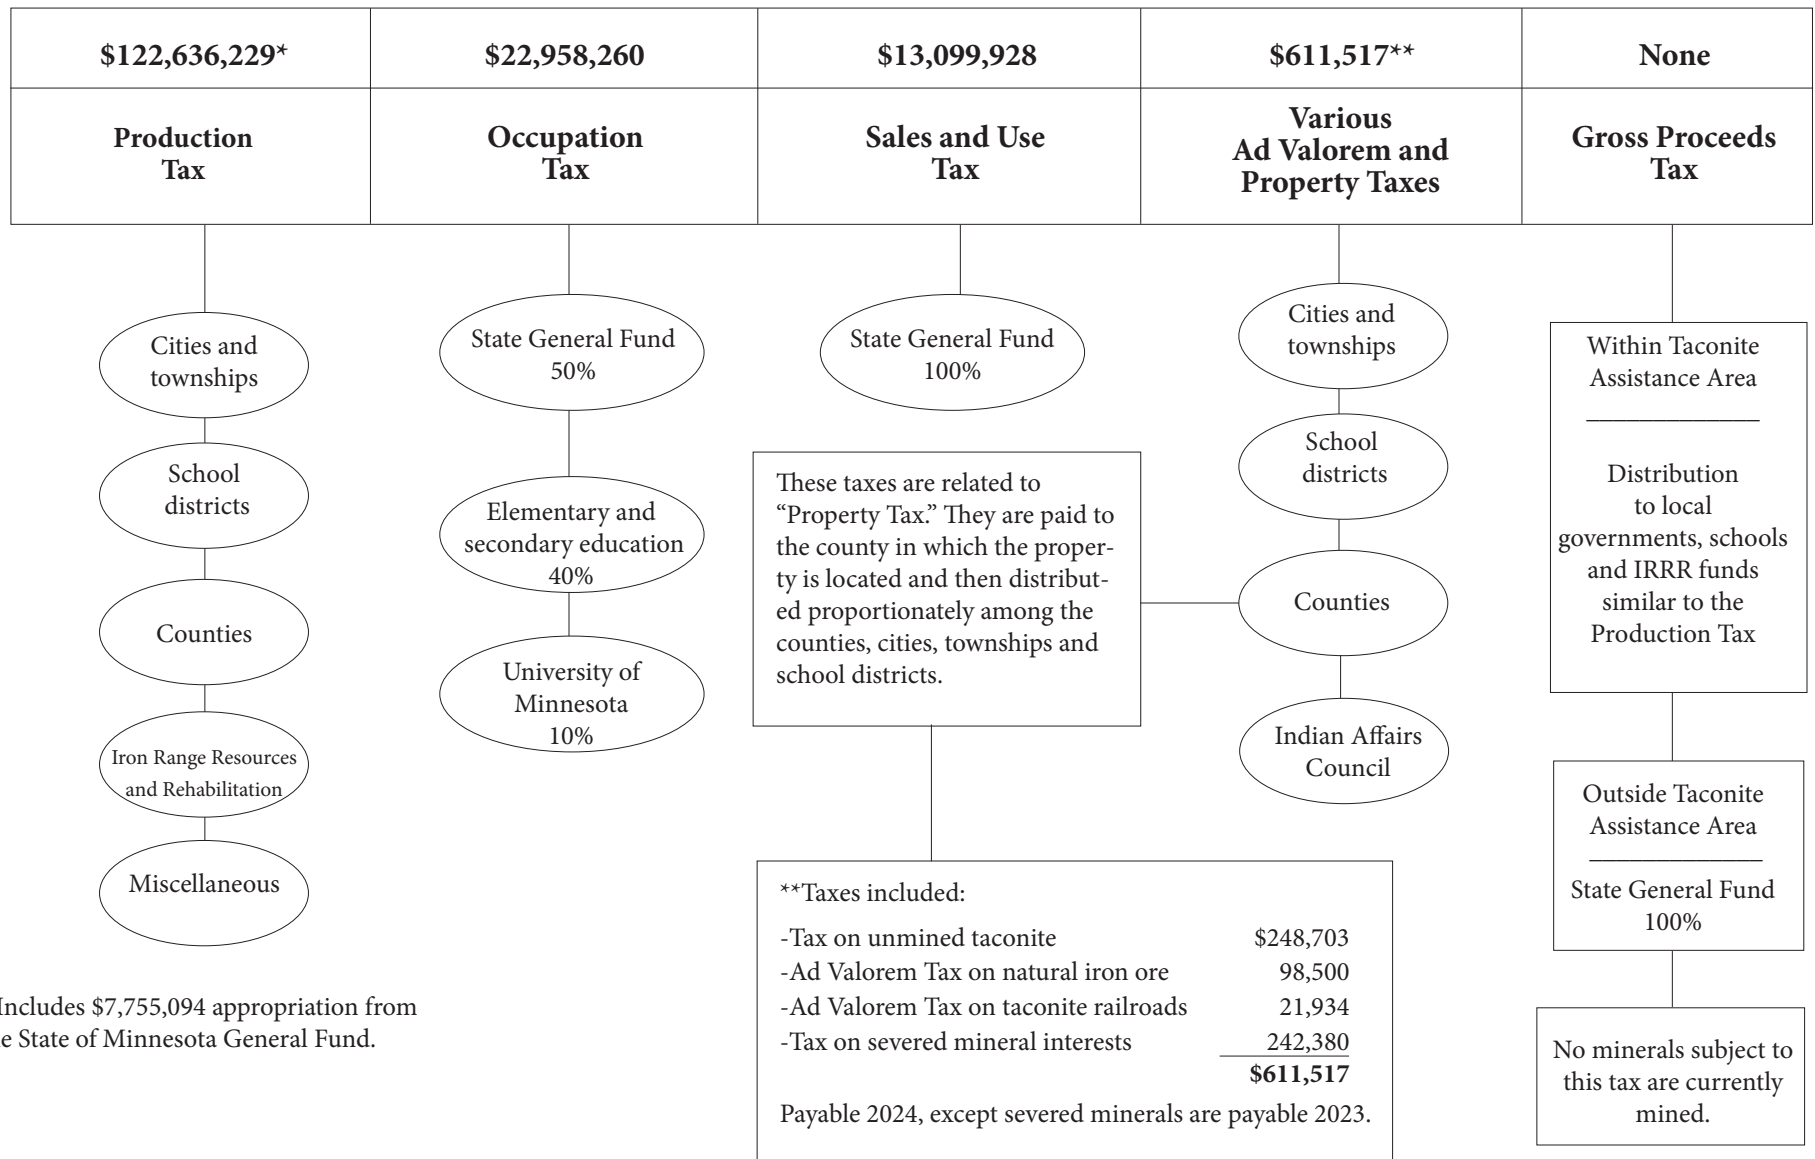 $122,636,229*
$22,958,260
$13,099,928
$611,517**
None
Production
Tax
Occupation
Tax
Sales and Use
Tax
Various
Ad Valorem and
Property Taxes
Gross Proceeds
Tax
Cities and
townships
School
districts
Counties
Iron Range Resources
and Rehabilitation
Miscellaneous
Includes $7,755,094 appropriation from
State of Minnesota General Fund.
State General Fund
50%
Elementary and
secondary education
40%
University of
Minnesota
10%
State General Fund
100%
These taxes are related to
“Property Tax.” They are paid to
the county in which the proper-
ty is located and then distribut-
ed proportionately among the
counties, cities, townships and
school districts.
**Taxes included:
-Tax on unmined taconite $248,703
-Ad Valorem Tax on natural iron ore 98,500
-Ad Valorem Tax on taconite railroads 21,934
-Tax on severed mineral interests 242,380
$611,517
Payable 2024, except severed minerals are payable 2023.
Cities and
townships
School
districts
Counties
Indian Affairs
Council
Within Taconite
Assistance Area
Distribution
to local
governments, schools
and IRRR funds
similar to the
Production Tax
Outside Taconite
Assistance Area
State General Fund
100%
No minerals subject to
this tax are currently
mined.